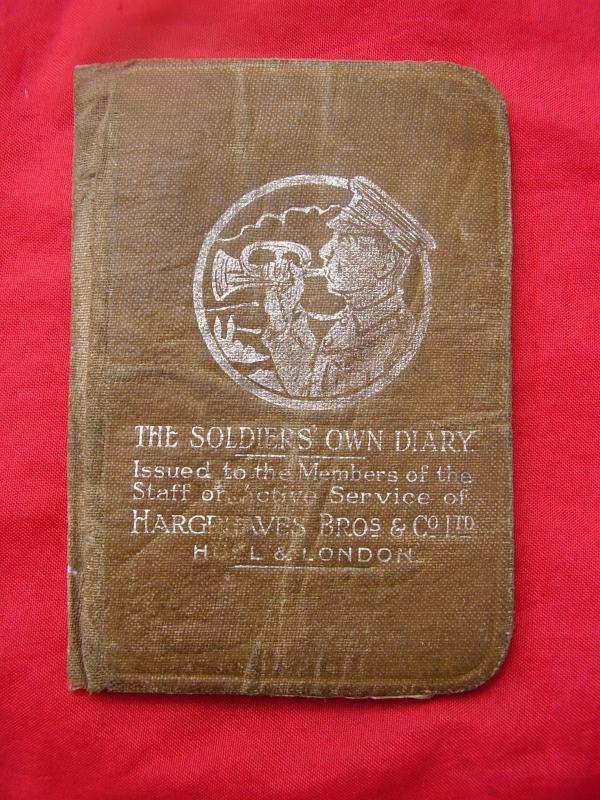 THE SOLDIERS' OWN DIARY.
Issued to the Members of the
Staff on Active Service of
HARGREAVES BROS & CO LTD
HULL & LONDON.